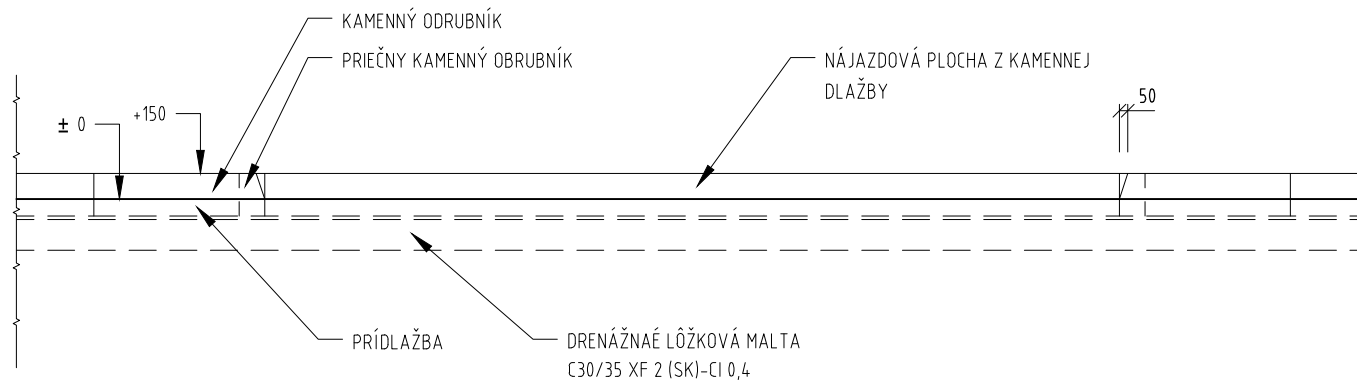 KAMENNÝ ODRUBNÍK
PRIEČNY KAMENNÝ OBRUBNÍK
NÁJAZDOVÁ PLOCHA Z KAMENNEJ
DLAŽBY
50
+150
± 0
PRÍDLAŽBA
DRENÁŽNAÉ LÔŽKOVÁ MALTA
C30/35 XF 2 (SK)-Cl 0,4